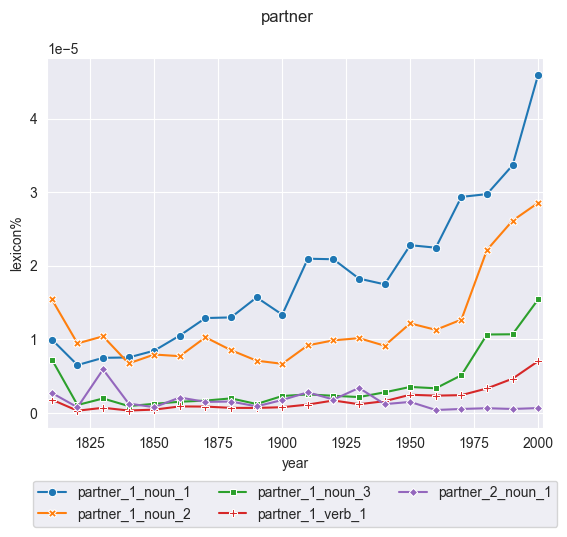 partner
1e−5
4
3
2
1
0
lexicon%
1825 1850 1875 1900 1925 1950 1975 2000
year
partner_1_noun_1 partner_1_noun_3 partner_2_noun_1
partner_1_noun_2 partner_1_verb_1